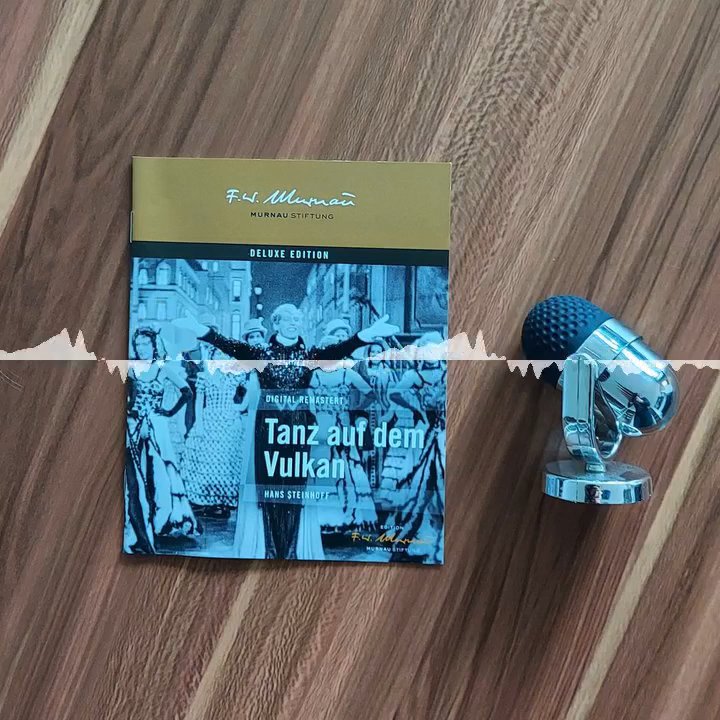 F.W. Murnau
MURNAU STIFTUNG
DELUXE EDITION
DIGITAL REMASTERT
Tanz auf dem
Vulkan
HANS STEINHOFF
EDITION
F.W. Murnau
MURNAU STIFTUNG